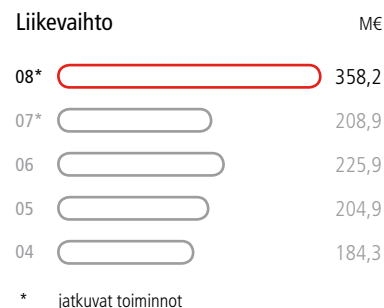 Liikevaihto M€
08* 358,2
07* 208,9
06 225,9
05 204,9
04 184,3
* jatkuvat toiminnot